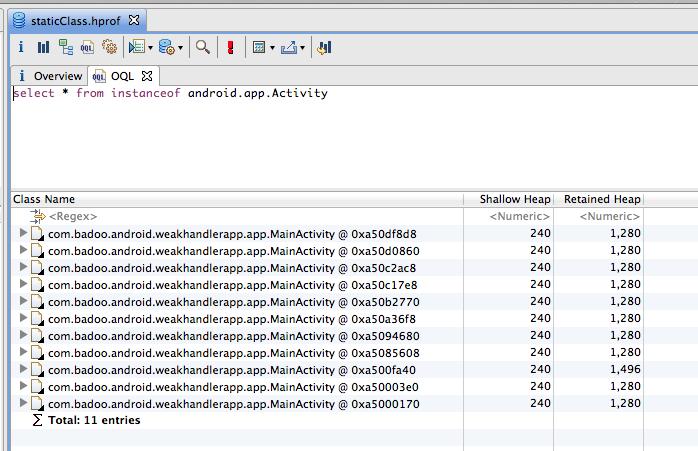 staticClass.hprof
i OQL
i Overview OQL
select * from instanceof android.app.Activity
Class Name Shallow Heap Retained Heap
<Regex> <Numeric> <Numeric>
com.badoo.android.weakhandlerapp.app.MainActivity @ 0xa50df8d8 240 1,280
com.badoo.android.weakhandlerapp.app.MainActivity @ 0xa50d0860 240 1,280
com.badoo.android.weakhandlerapp.app.MainActivity @ 0xa50c2ac8 240 1,280
com.badoo.android.weakhandlerapp.app.MainActivity @ 0xa50c17e8 240 1,280
com.badoo.android.weakhandlerapp.app.MainActivity @ 0xa50b2770 240 1,280
com.badoo.android.weakhandlerapp.app.MainActivity @ 0xa50a36f8 240 1,280
com.badoo.android.weakhandlerapp.app.MainActivity @ 0xa5094680 240 1,280
com.badoo.android.weakhandlerapp.app.MainActivity @ 0xa5085608 240 1,280
com.badoo.android.weakhandlerapp.app.MainActivity @ 0xa500fa40 240 1,496
com.badoo.android.weakhandlerapp.app.MainActivity @ 0xa50003e0 240 1,280
com.badoo.android.weakhandlerapp.app.MainActivity @ 0xa5000170 240 1,280
Σ Total: 11 entries